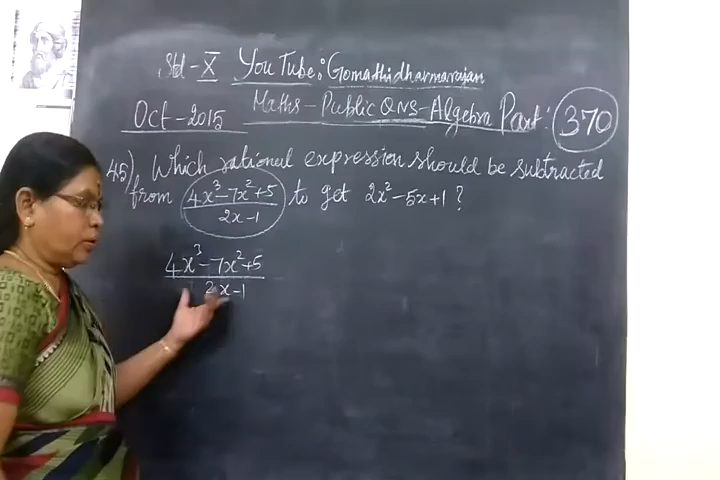 Std - X YouTube: Gomathidharmarajan
Oct - 2015 Maths - Public QNS - Algebra Part: 370
45) Which rational expression should be subtracted
from (4x³ - 7x² + 5)/(2x - 1) to get 2x² - 5x + 1 ?
(4x³ - 7x² + 5)/(2x - 1)